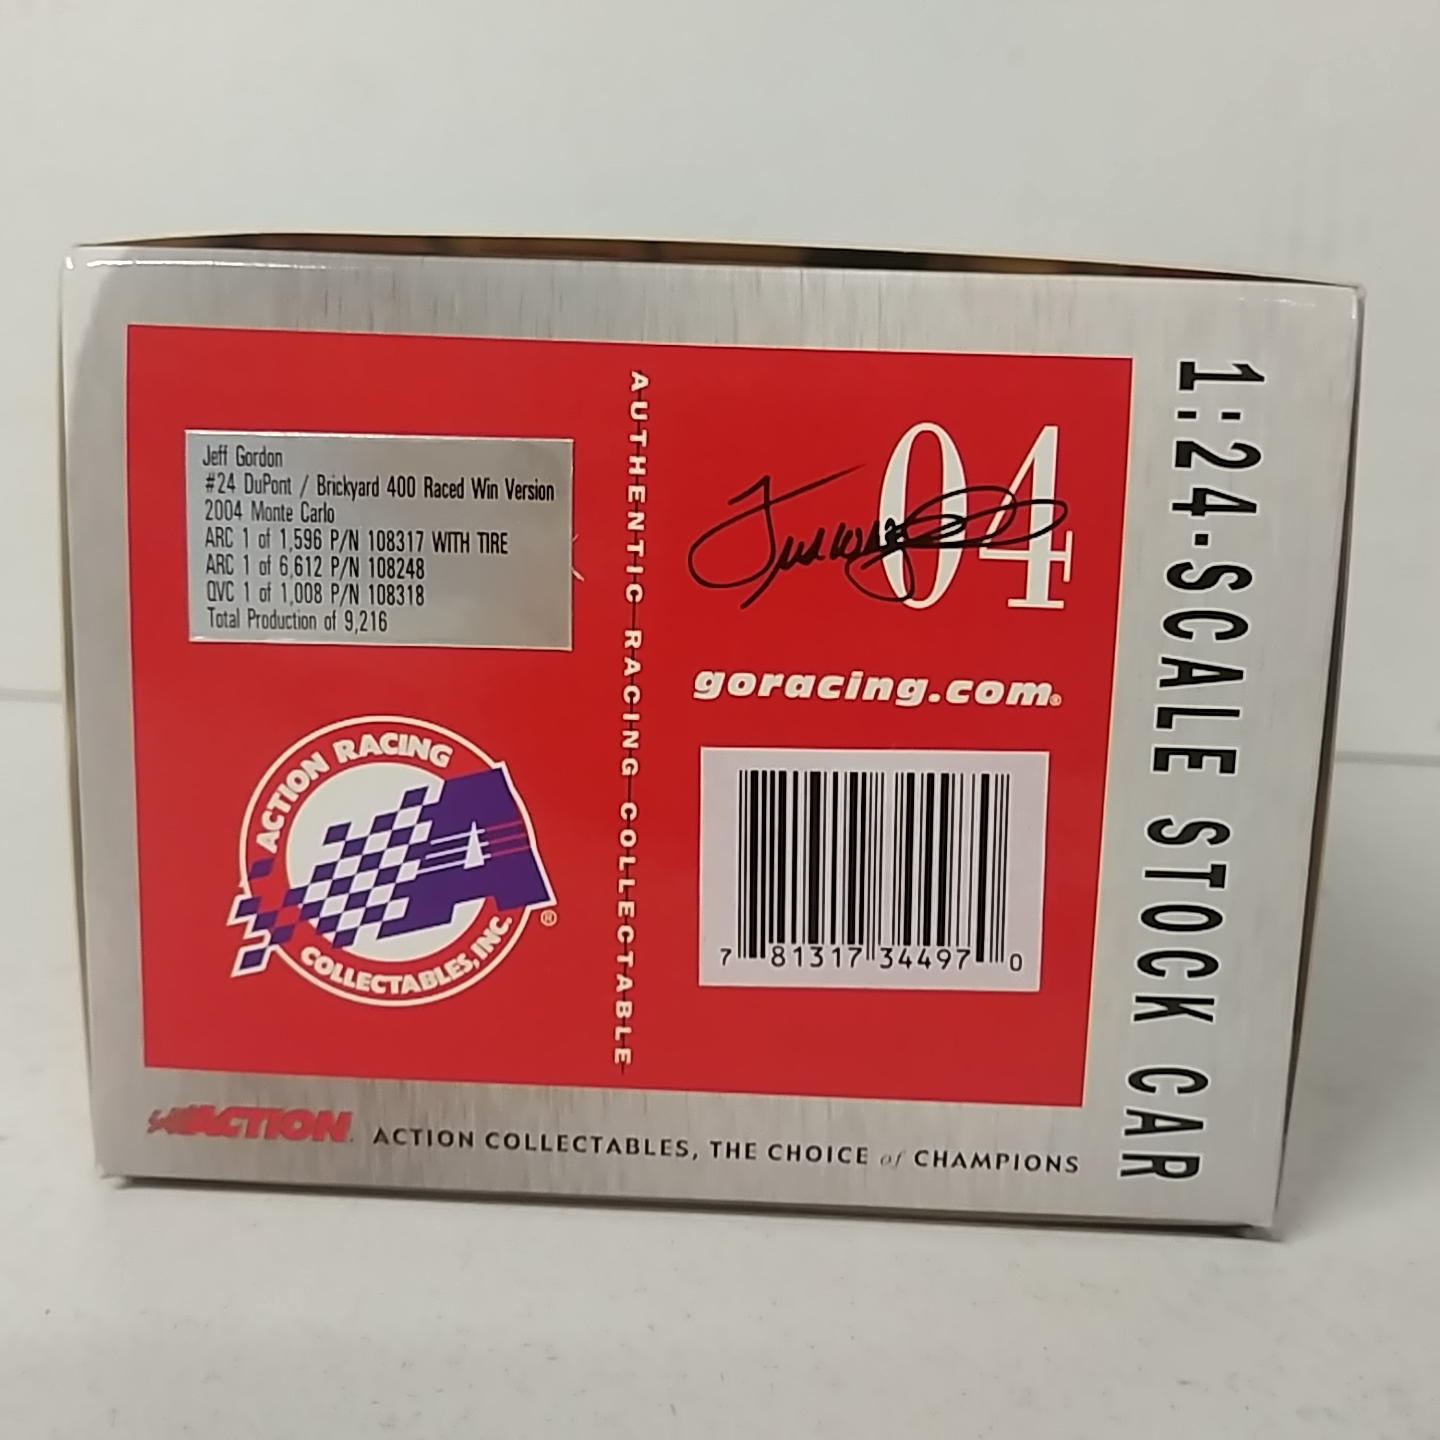 Jeff Gordon
#24 DuPont / Brickyard 400 Raced Win Version
2004 Monte Carlo
ARC 1 of 1,596 P/N 108317 WITH TIRE
ARC 1 of 6,612 P/N 108248
QVC 1 of 1,008 P/N 108318
Total Production of 9,216
ACTION RACING
COLLECTABLES, INC.
®
AUTHENTIC RACING COLLECTABLE
04
goracing.com®
7 81317 34497 0
1:24-SCALE STOCK CAR
ACTION
ACTION COLLECTABLES, THE CHOICE of CHAMPIONS